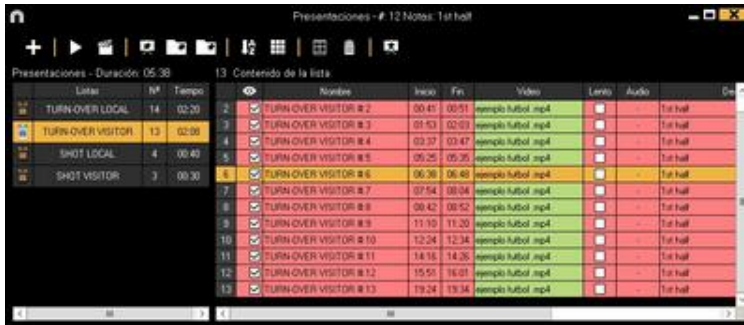 Presentaciones - #: 12 Notas: 1st half
Presentaciones - Duración: 05:38
13 Contenido de la lista:
Listas Nº Tiempo
TURN-OVER LOCAL 14 02:20
TURN-OVER VISITOR 13 02:08
SHOT LOCAL 4 00:40
SHOT VISITOR 3 00:30
Nombre Inicio Fin Video Lento Audio De
2 TURN-OVER VISITOR # 2 00:41 00:51 ejemplo futbol .mp4 - 1st half
3 TURN-OVER VISITOR # 3 01:53 02:03 ejemplo futbol .mp4 - 1st half
4 TURN-OVER VISITOR # 4 03:37 03:47 ejemplo futbol .mp4 - 1st half
5 TURN-OVER VISITOR # 5 05:25 05:35 ejemplo futbol .mp4 - 1st half
6 TURN-OVER VISITOR # 6 06:38 06:48 ejemplo futbol .mp4 - 1st half
7 TURN-OVER VISITOR # 7 07:54 08:04 ejemplo futbol .mp4 - 1st half
8 TURN-OVER VISITOR # 8 08:42 08:52 ejemplo futbol .mp4 - 1st half
9 TURN-OVER VISITOR # 9 11:10 11:20 ejemplo futbol .mp4 - 1st half
10 TURN-OVER VISITOR # 10 12:24 12:34 ejemplo futbol .mp4 - 1st half
11 TURN-OVER VISITOR # 11 14:16 14:26 ejemplo futbol .mp4 - 1st half
12 TURN-OVER VISITOR # 12 15:51 16:01 ejemplo futbol .mp4 - 1st half
13 TURN-OVER VISITOR # 13 19:24 19:34 ejemplo futbol .mp4 - 1st half